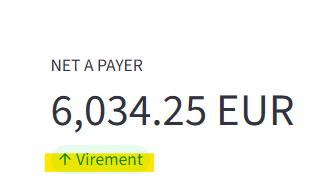 NET A PAYER
6,034.25 EUR
↑ Virement